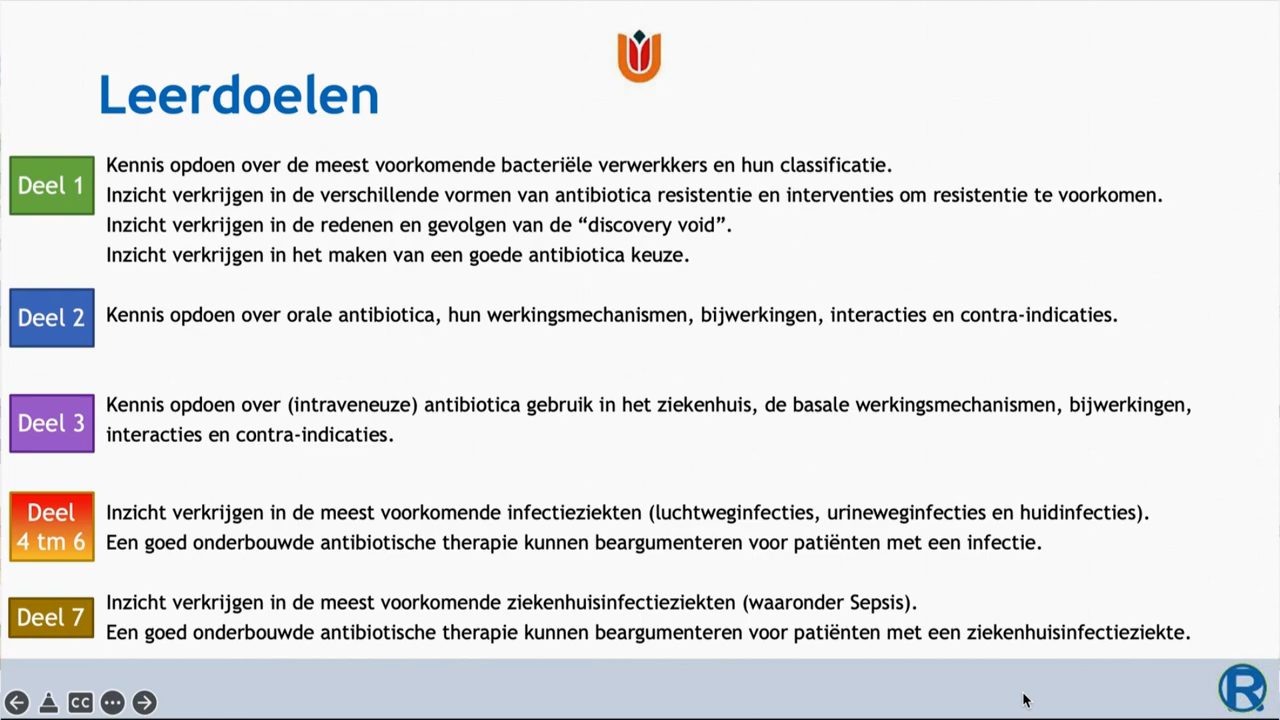 Leerdoelen
Deel 1
Kennis opdoen over de meest voorkomende bacteriële verwerkkers en hun classificatie.
Inzicht verkrijgen in de verschillende vormen van antibiotica resistentie en interventies om resistentie te voorkomen.
Inzicht verkrijgen in de redenen en gevolgen van de “discovery void”.
Inzicht verkrijgen in het maken van een goede antibiotica keuze.
Deel 2
Kennis opdoen over orale antibiotica, hun werkingsmechanismen, bijwerkingen, interacties en contra-indicaties.
Deel 3
Kennis opdoen over (intraveneuze) antibiotica gebruik in het ziekenhuis, de basale werkingsmechanismen, bijwerkingen,
interacties en contra-indicaties.
Deel
4 tm 6
Inzicht verkrijgen in de meest voorkomende infectieziekten (luchtweginfecties, urineweginfecties en huidinfecties).
Een goed onderbouwde antibiotische therapie kunnen beargumenteren voor patiënten met een infectie.
Deel 7
Inzicht verkrijgen in de meest voorkomende ziekenhuisinfectieziekten (waaronder Sepsis).
Een goed onderbouwde antibiotische therapie kunnen beargumenteren voor patiënten met een ziekenhuisinfectieziekte.
CC
R